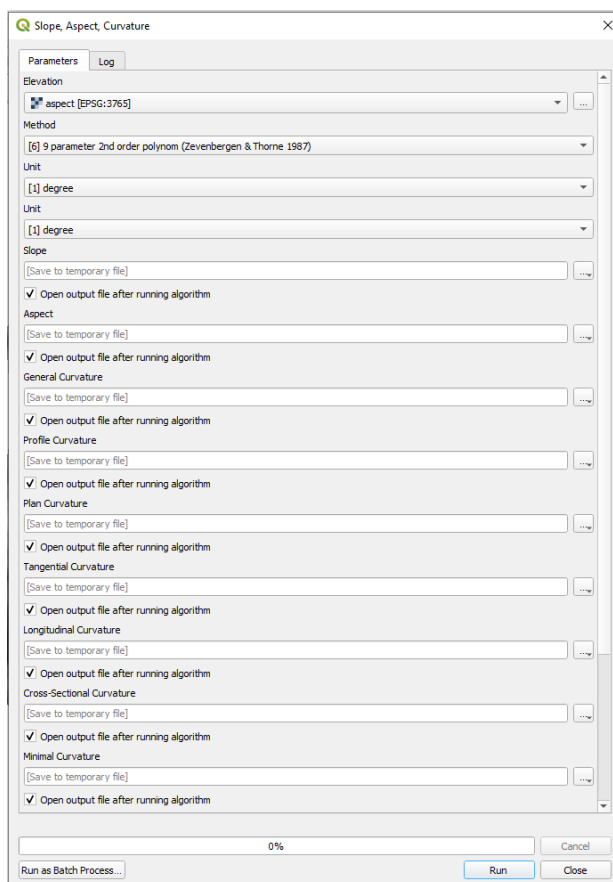 Slope, Aspect, Curvature
Parameters
Log
Elevation
aspect [EPSG:3765]
...
Method
[6] 9 parameter 2nd order polynom (Zevenbergen & Thorne 1987)
Unit
[1] degree
Unit
[1] degree
Slope
[Save to temporary file]
...
Open output file after running algorithm
Aspect
[Save to temporary file]
...
Open output file after running algorithm
General Curvature
[Save to temporary file]
...
Open output file after running algorithm
Profile Curvature
[Save to temporary file]
...
Open output file after running algorithm
Plan Curvature
[Save to temporary file]
...
Open output file after running algorithm
Tangential Curvature
[Save to temporary file]
...
Open output file after running algorithm
Longitudinal Curvature
[Save to temporary file]
...
Open output file after running algorithm
Cross-Sectional Curvature
[Save to temporary file]
...
Open output file after running algorithm
Minimal Curvature
[Save to temporary file]
...
Open output file after running algorithm
0%
Cancel
Run as Batch Process...
Run
Close